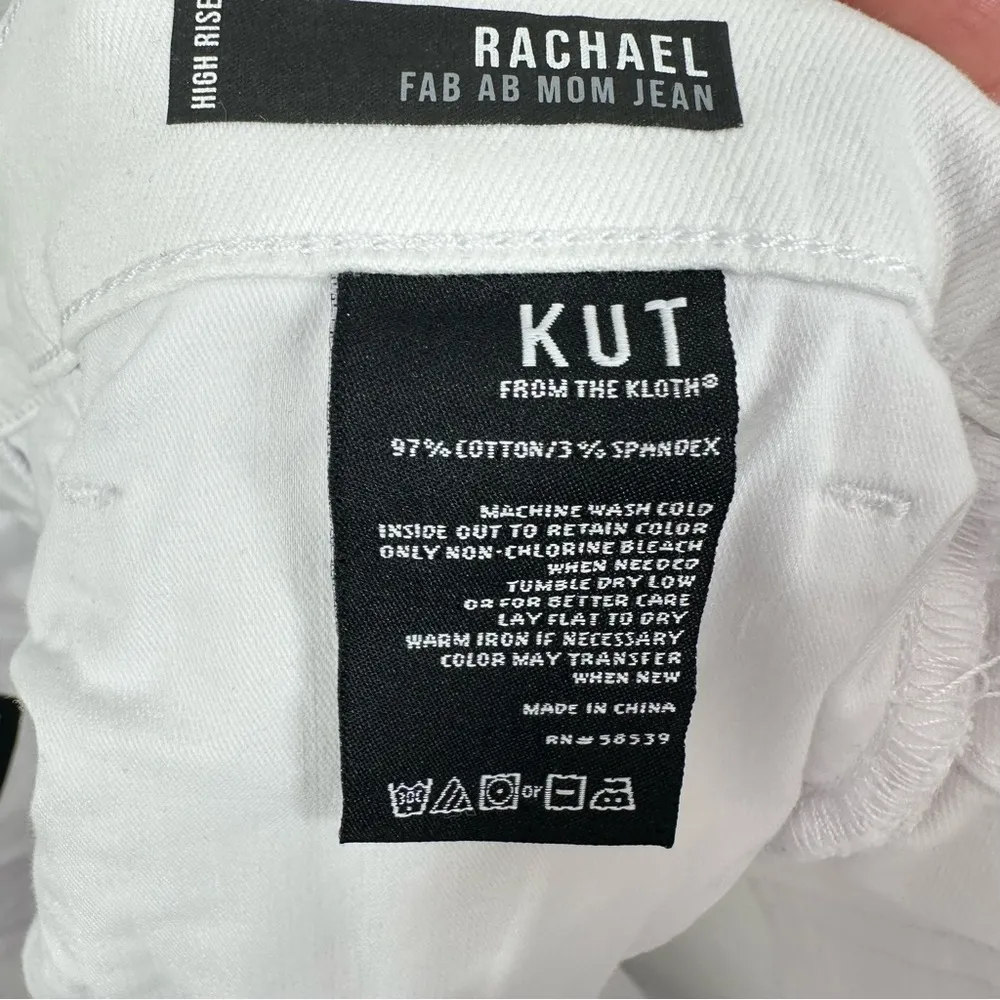 HIGH RISE
RACHAEL
FAB AB MOM JEAN
KUT
FROM THE KLOTH®
97% COTTON/3% SPANDEX
MACHINE WASH COLD
INSIDE OUT TO RETAIN COLOR
ONLY NON-CHLORINE BLEACH
WHEN NEEDED
TUMBLE DRY LOW
OR FOR BETTER CARE
LAY FLAT TO DRY
WARM IRON IF NECESSARY
COLOR MAY TRANSFER
WHEN NEW
MADE IN CHINA
RN# 58539
30C or